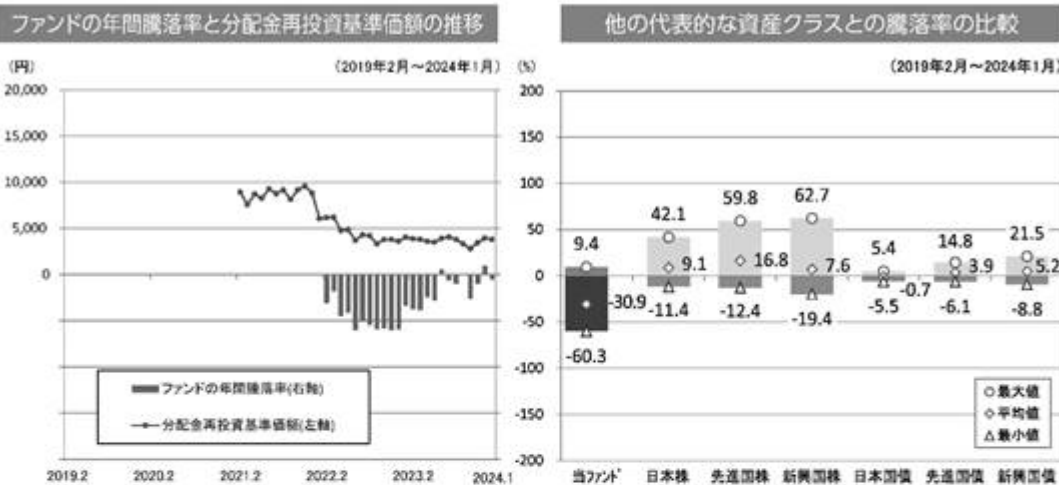 ファンドの年間騰落率と分配金再投資基準価額の推移
(円)
(2019年2月～2024年1月)
(%)
20,000
15,000
10,000
5,000
0
200
150
100
50
0
-50
-100
-150
-200
ファンドの年間騰落率(右軸)
分配金再投資基準価額(左軸)
2019.2
2020.2
2021.2
2022.2
2023.2
2024.1
他の代表的な資産クラスとの騰落率の比較
(2019年2月～2024年1月)
9.4
42.1
59.8
62.7
5.4
14.8
21.5
-30.9
9.1
16.8
7.6
-0.7
3.9
5.2
-60.3
-11.4
-12.4
-19.4
-5.5
-6.1
-8.8
最大値
平均値
最小値
当ファンド
日本株
先進国株
新興国株
日本国債
先進国債
新興国債